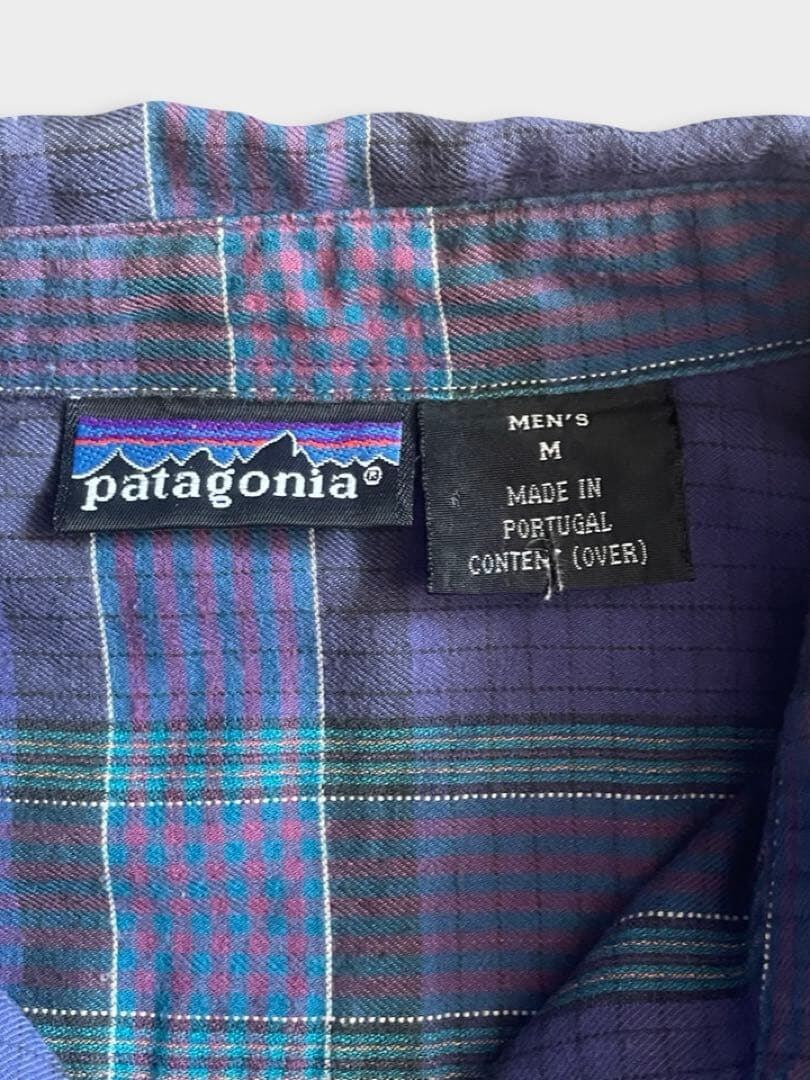 patagonia®
MEN'S
M
MADE IN
PORTUGAL
CONTENT (OVER)